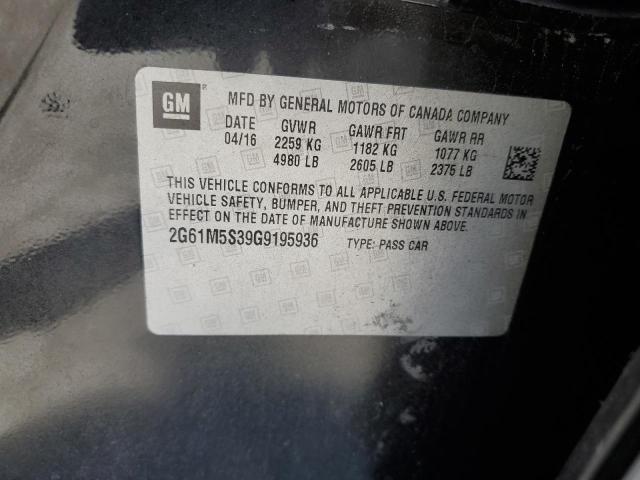 GM ® MFD BY GENERAL MOTORS OF CANADA COMPANY
DATE GVWR GAWR FRT GAWR RR
04/16 2259 KG 1182 KG 1077 KG
4980 LB 2605 LB 2375 LB
THIS VEHICLE CONFORMS TO ALL APPLICABLE U.S. FEDERAL MOTOR
VEHICLE SAFETY, BUMPER, AND THEFT PREVENTION STANDARDS IN
EFFECT ON THE DATE OF MANUFACTURE SHOWN ABOVE.
2G61M5S39G9195936 TYPE: PASS CAR